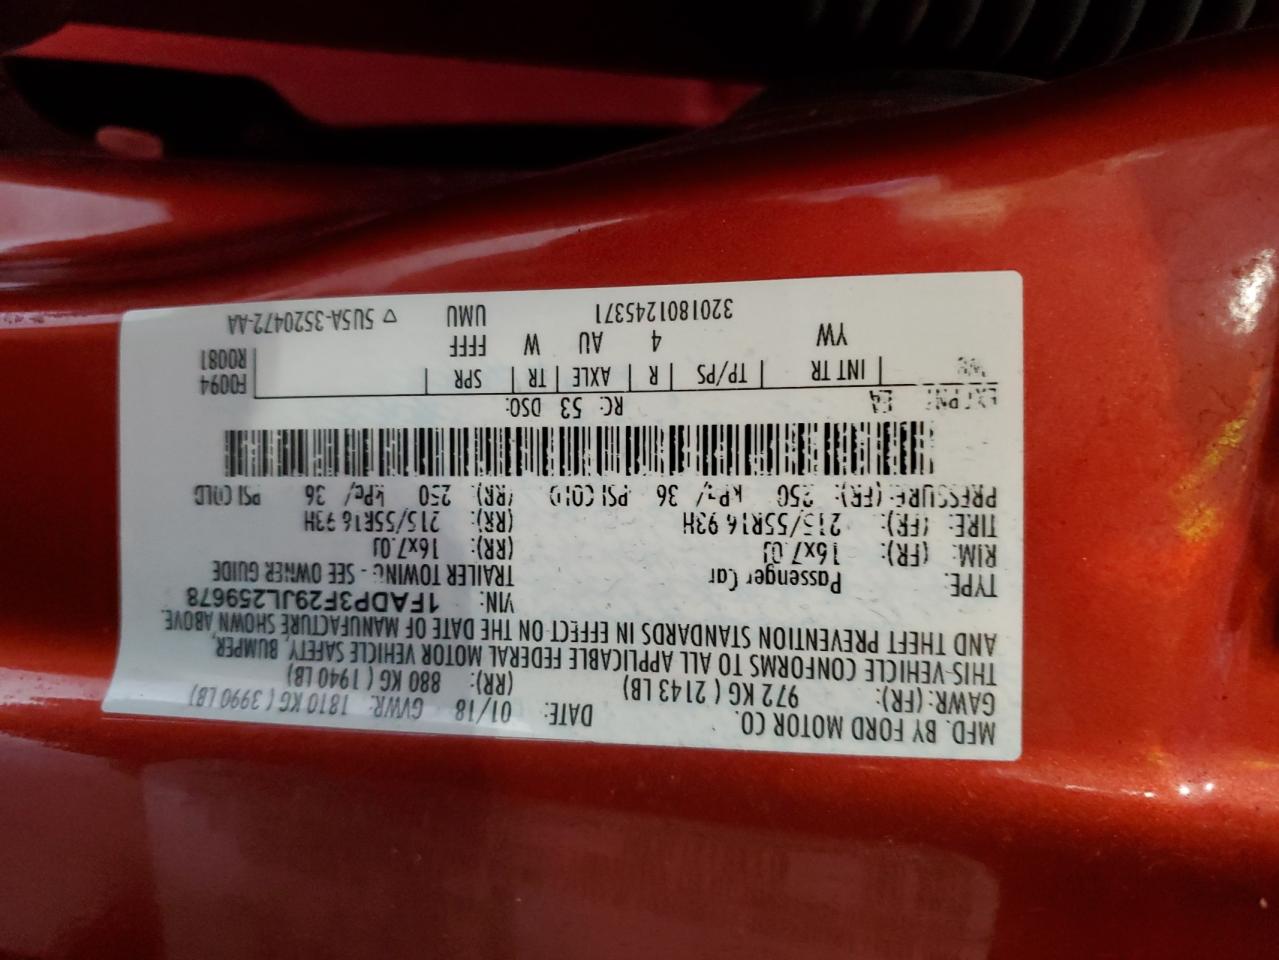 MFD. BY FORD MOTOR CO. DATE: 01/18 GVWR: 1810 KG ( 3990 LB)
GAWR: (FR): 972 KG ( 2143 LB) (RR): 880 KG ( 1940 LB)
THIS VEHICLE CONFORMS TO ALL APPLICABLE FEDERAL MOTOR VEHICLE SAFETY, BUMPER,
AND THEFT PREVENTION STANDARDS IN EFFECT ON THE DATE OF MANUFACTURE SHOWN ABOVE.
VIN: 1FADP3F29JL259678
TYPE: Passenger Car TRAILER TOWING - SEE OWNER GUIDE
RIM: (FR): 16x7.0J (RR): 16x7.0J
TIRE: (FR): 215/55R16 93H (RR): 215/55R16 93H
PRESSURE: (FR): 250 kPa/ 36 PSI COLD (RR): 250 kPa/ 36 PSI COLD
EXT PNT: RC: 53 DSO:
F0094
INT TR | TP/PS | R | AXLE | TR | SPR
R0081
YW 4 AU W FFFF
3201801245371 UMU ▽ 5U5A-3520472-AA